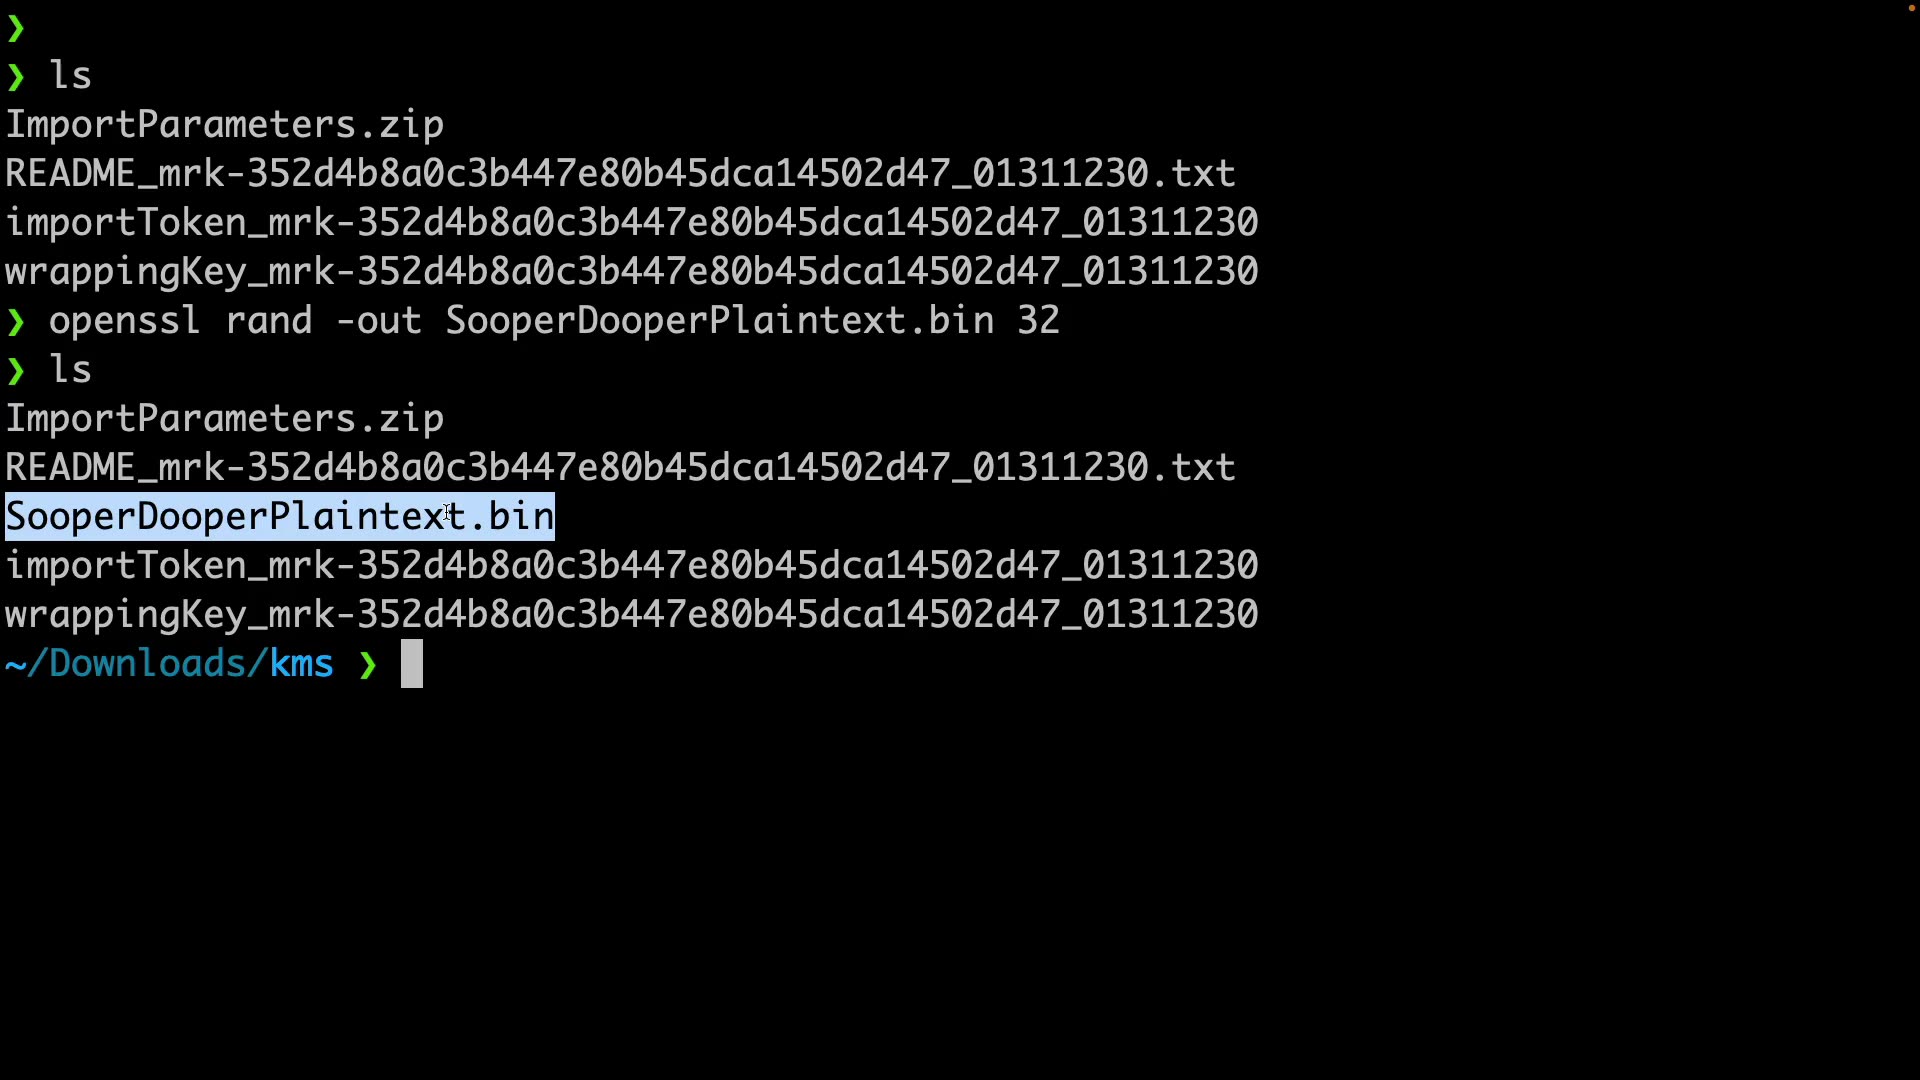 ❯
❯ ls
ImportParameters.zip
README_mrk-352d4b8a0c3b447e80b45dca14502d47_01311230.txt
importToken_mrk-352d4b8a0c3b447e80b45dca14502d47_01311230
wrappingKey_mrk-352d4b8a0c3b447e80b45dca14502d47_01311230
❯ openssl rand -out SooperDooperPlaintext.bin 32
❯ ls
ImportParameters.zip
README_mrk-352d4b8a0c3b447e80b45dca14502d47_01311230.txt
SooperDooperPlaintext.bin
importToken_mrk-352d4b8a0c3b447e80b45dca14502d47_01311230
wrappingKey_mrk-352d4b8a0c3b447e80b45dca14502d47_01311230
~/Downloads/kms ❯